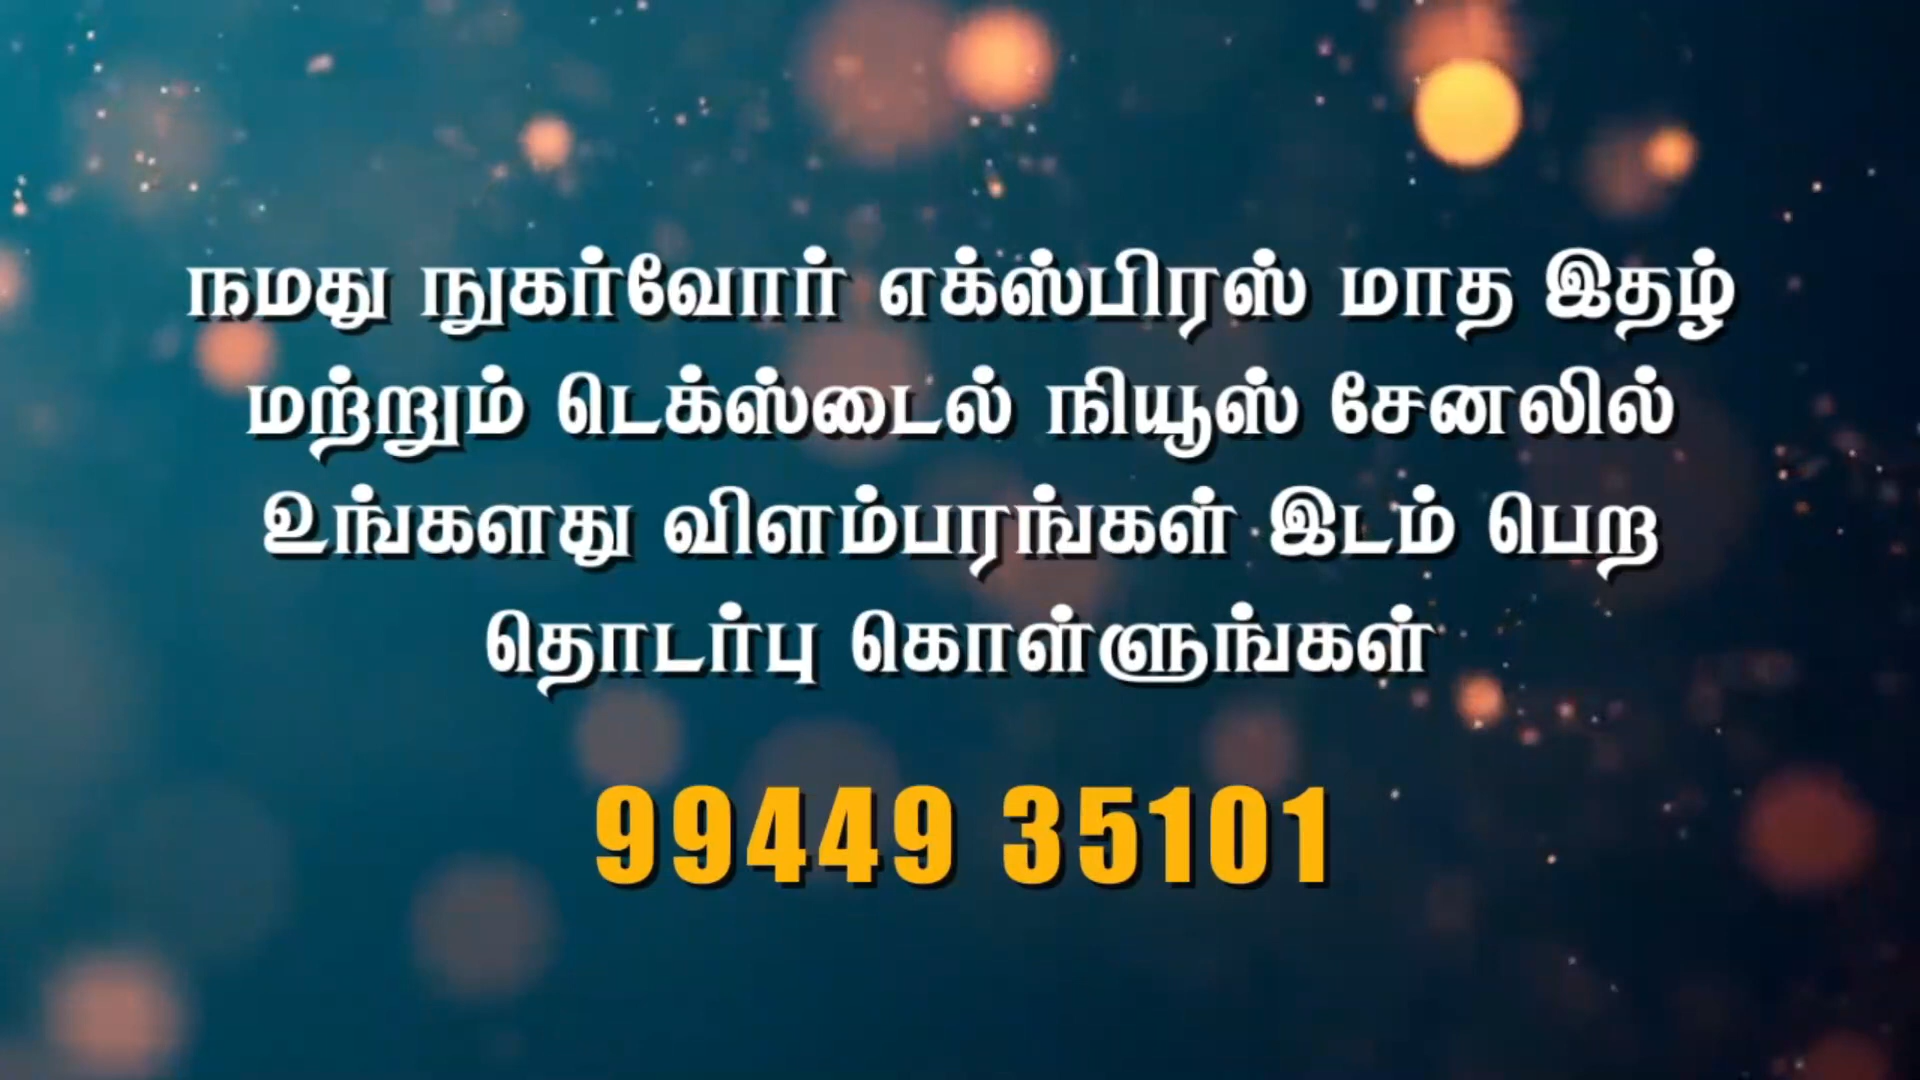 நமது நுகர்வோர் எக்ஸ்பிரஸ் மாத இதழ்
மற்றும் டெக்ஸ்டைல் நியூஸ் சேனலில்
உங்களது விளம்பரங்கள் இடம் பெற
தொடர்பு கொள்ளுங்கள்
99449 35101